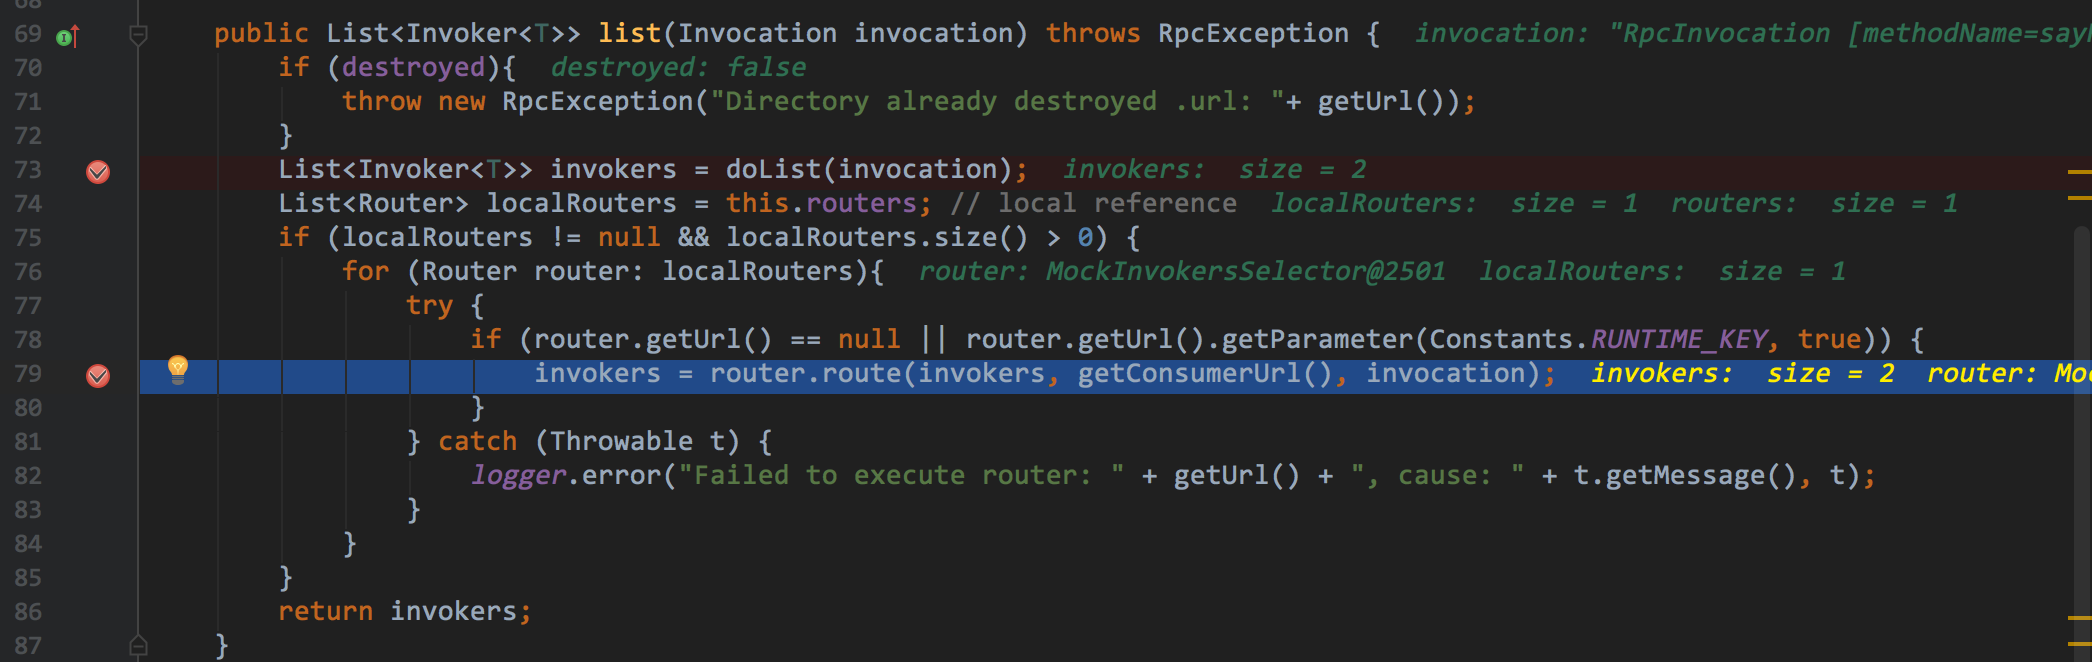 68
69 public List<Invoker<T>> list(Invocation invocation) throws RpcException { invocation: "RpcInvocation [methodName=sayH
70 if (destroyed){ destroyed: false
71 throw new RpcException("Directory already destroyed .url: "+ getUrl());
72 }
73 List<Invoker<T>> invokers = doList(invocation); invokers: size = 2
74 List<Router> localRouters = this.routers; // local reference localRouters: size = 1 routers: size = 1
75 if (localRouters != null && localRouters.size() > 0) {
76 for (Router router: localRouters){ router: MockInvokersSelector@2501 localRouters: size = 1
77 try {
78 if (router.getUrl() == null || router.getUrl().getParameter(Constants.RUNTIME_KEY, true)) {
79 invokers = router.route(invokers, getConsumerUrl(), invocation); invokers: size = 2 router: Moc
80 }
81 } catch (Throwable t) {
82 logger.error("Failed to execute router: " + getUrl() + ", cause: " + t.getMessage(), t);
83 }
84 }
85 }
86 return invokers;
87 }